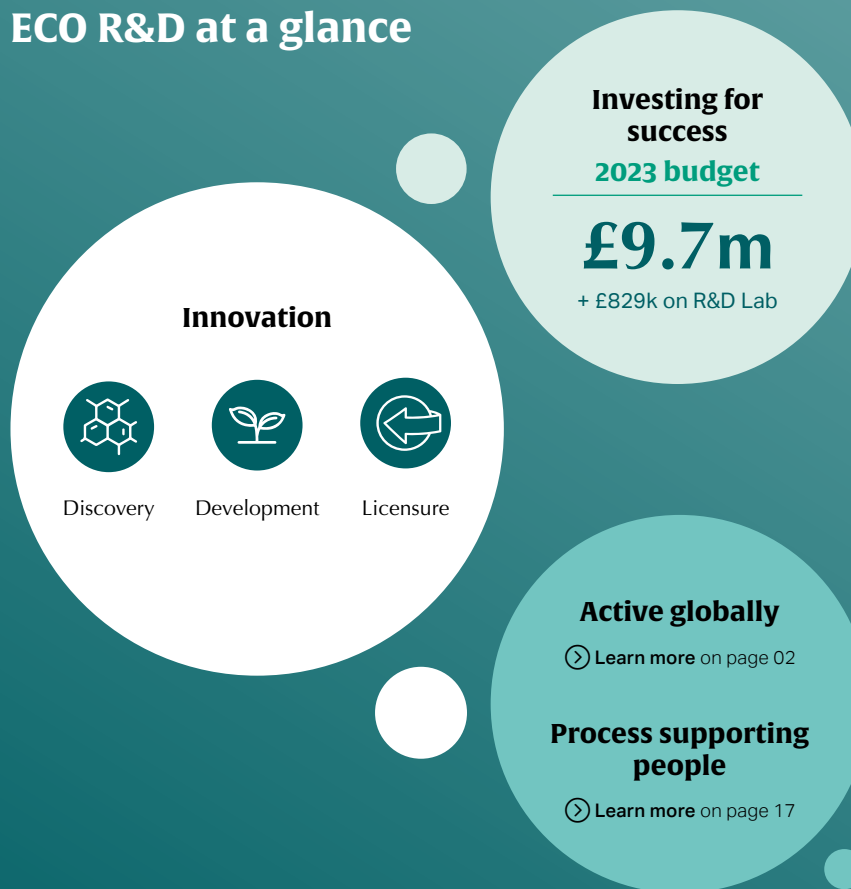 ECO R&D at a glance
Investing for
success
2023 budget
£9.7m
+ £829k on R&D Lab
Innovation
Discovery
Development
Licensure
Active globally
Learn more on page 02
Process supporting
people
Learn more on page 17